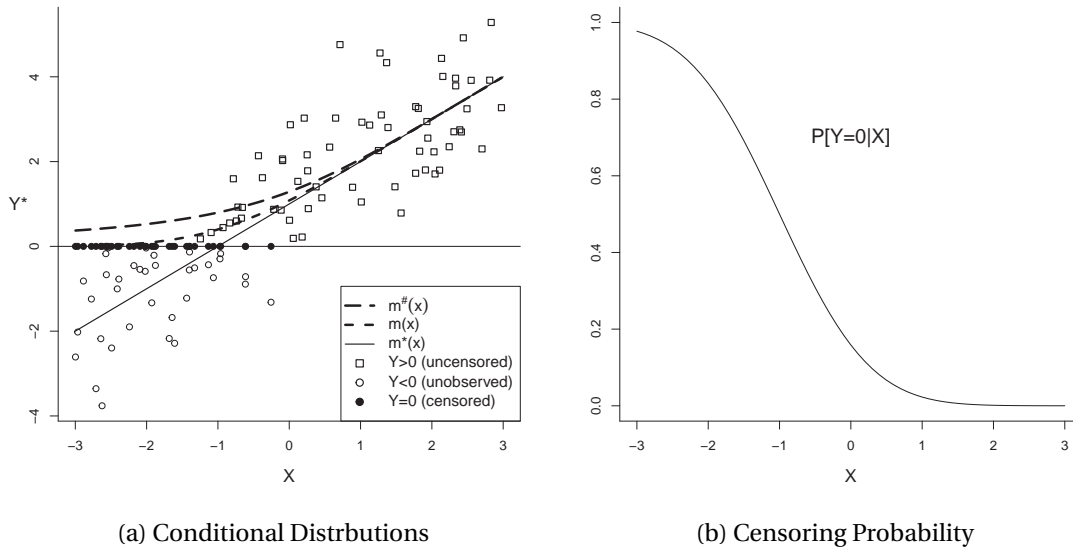 Y*
4
2
0
−2
−4
−3
−2
−1
0
1
2
3
X
m#(x)
m(x)
m*(x)
Y>0 (uncensored)
Y<0 (unobserved)
Y=0 (censored)
(a) Conditional Distrbutions
1.0
0.8
0.6
0.4
0.2
0.0
P[Y=0|X]
−3
−2
−1
0
1
2
3
X
(b) Censoring Probability